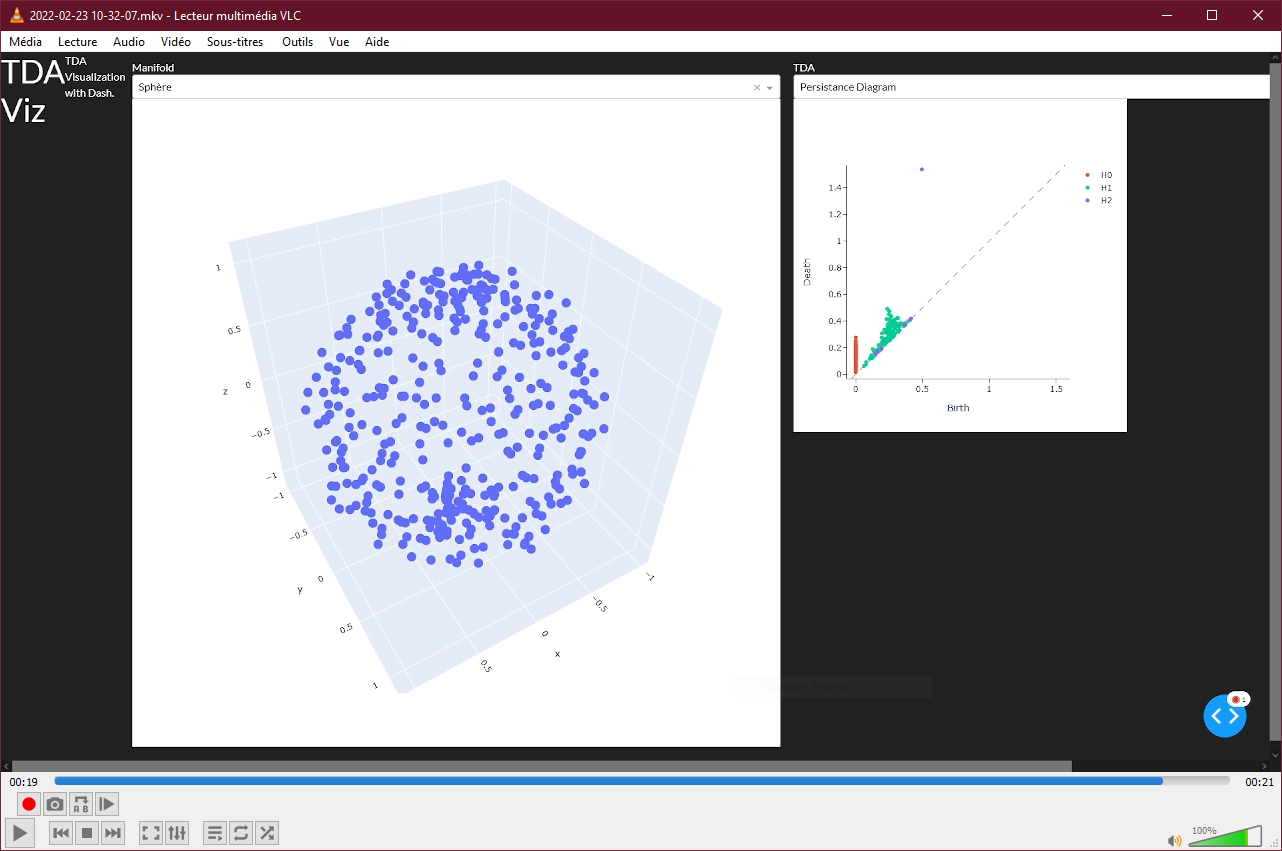 2022-02-23 10-32-07.mkv - Lecteur multimédia VLC
Média Lecture Audio Vidéo Sous-titres Outils Vue Aide
TDA Viz
TDA
Visualization
with Dash.
Manifold
Sphère
1
0.5
0
−0.5
−1
z
−1
−0.5
0
0.5
1
y
0.5
0
−0.5
−1
x
TDA
Persistance Diagram
1.4
1.2
1
0.8
0.6
0.4
0.2
0
Death
0 0.5 1 1.5
Birth
H0
H1
H2
Capture Fenêtre
1
00:19
00:21
A B
100%